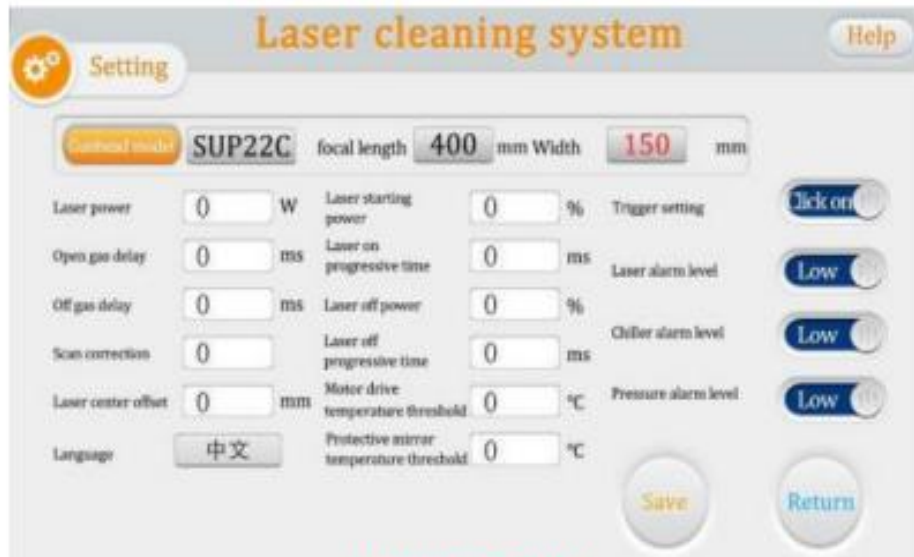 Laser cleaning system
Help
Setting
Gunhead model SUP22C focal length 400 mm Width 150 mm
Laser power 0 W
Laser starting
power 0 %
Trigger setting Click on
Open gas delay 0 ms
Laser on
progressive time 0 ms
Laser alarm level Low
Off gas delay 0 ms
Laser off power 0 %
Chiller alarm level Low
Scan correction 0
Laser off
progressive time 0 ms
Pressure alarm level Low
Laser center offset 0 mm
Motor drive
temperature threshold 0 ℃
Language 中文
Protective mirror
temperature threshold 0 ℃
Save
Return